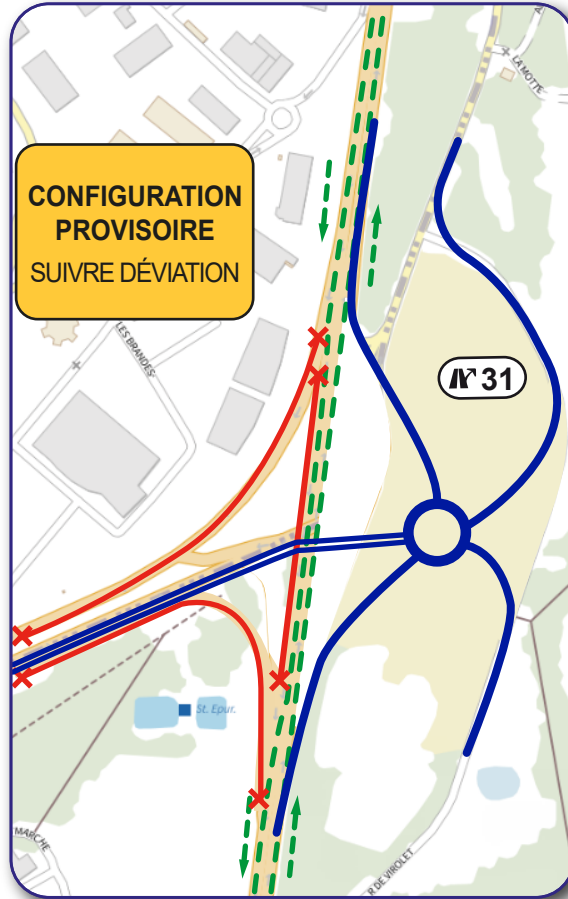 LA MOTTE
CONFIGURATION
PROVISOIRE
SUIVRE DÉVIATION
LES BRANDES
31
St. Epur.
MARCHE
R DE VIROLET